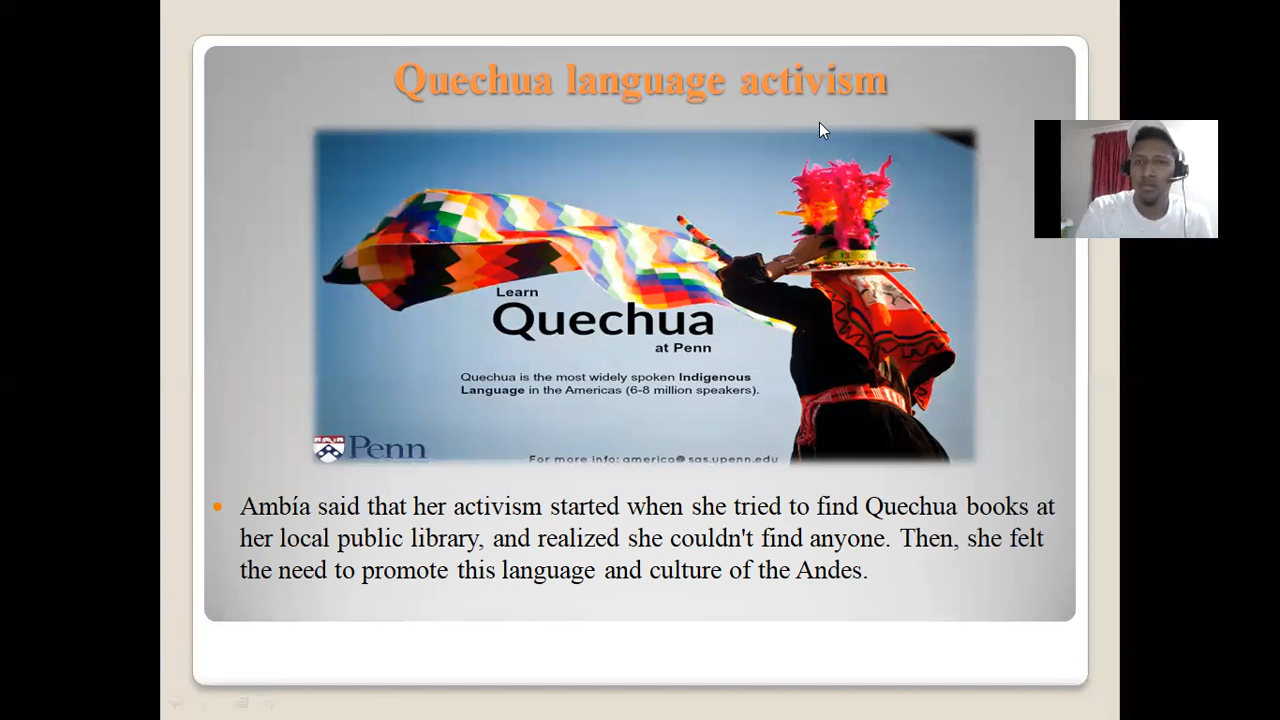 Quechua language activism
Learn
Quechua
at Penn
Quechua is the most widely spoken Indigenous
Language in the Americas (6-8 million speakers).
Penn
For more info: americo@sas.upenn.edu
Ambía said that her activism started when she tried to find Quechua books at
her local public library, and realized she couldn't find anyone. Then, she felt
the need to promote this language and culture of the Andes.